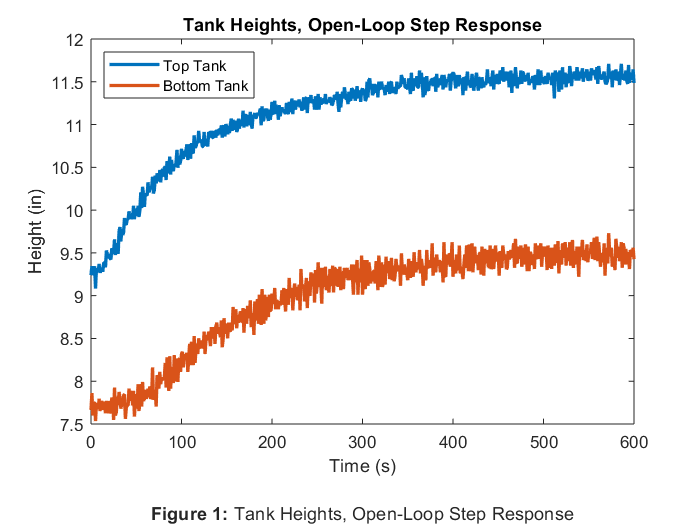 Tank Heights, Open-Loop Step Response
12
11.5
11
10.5
10
9.5
9
8.5
8
7.5
Height (in)
Top Tank
Bottom Tank
0 100 200 300 400 500 600
Time (s)
Figure 1: Tank Heights, Open-Loop Step Response